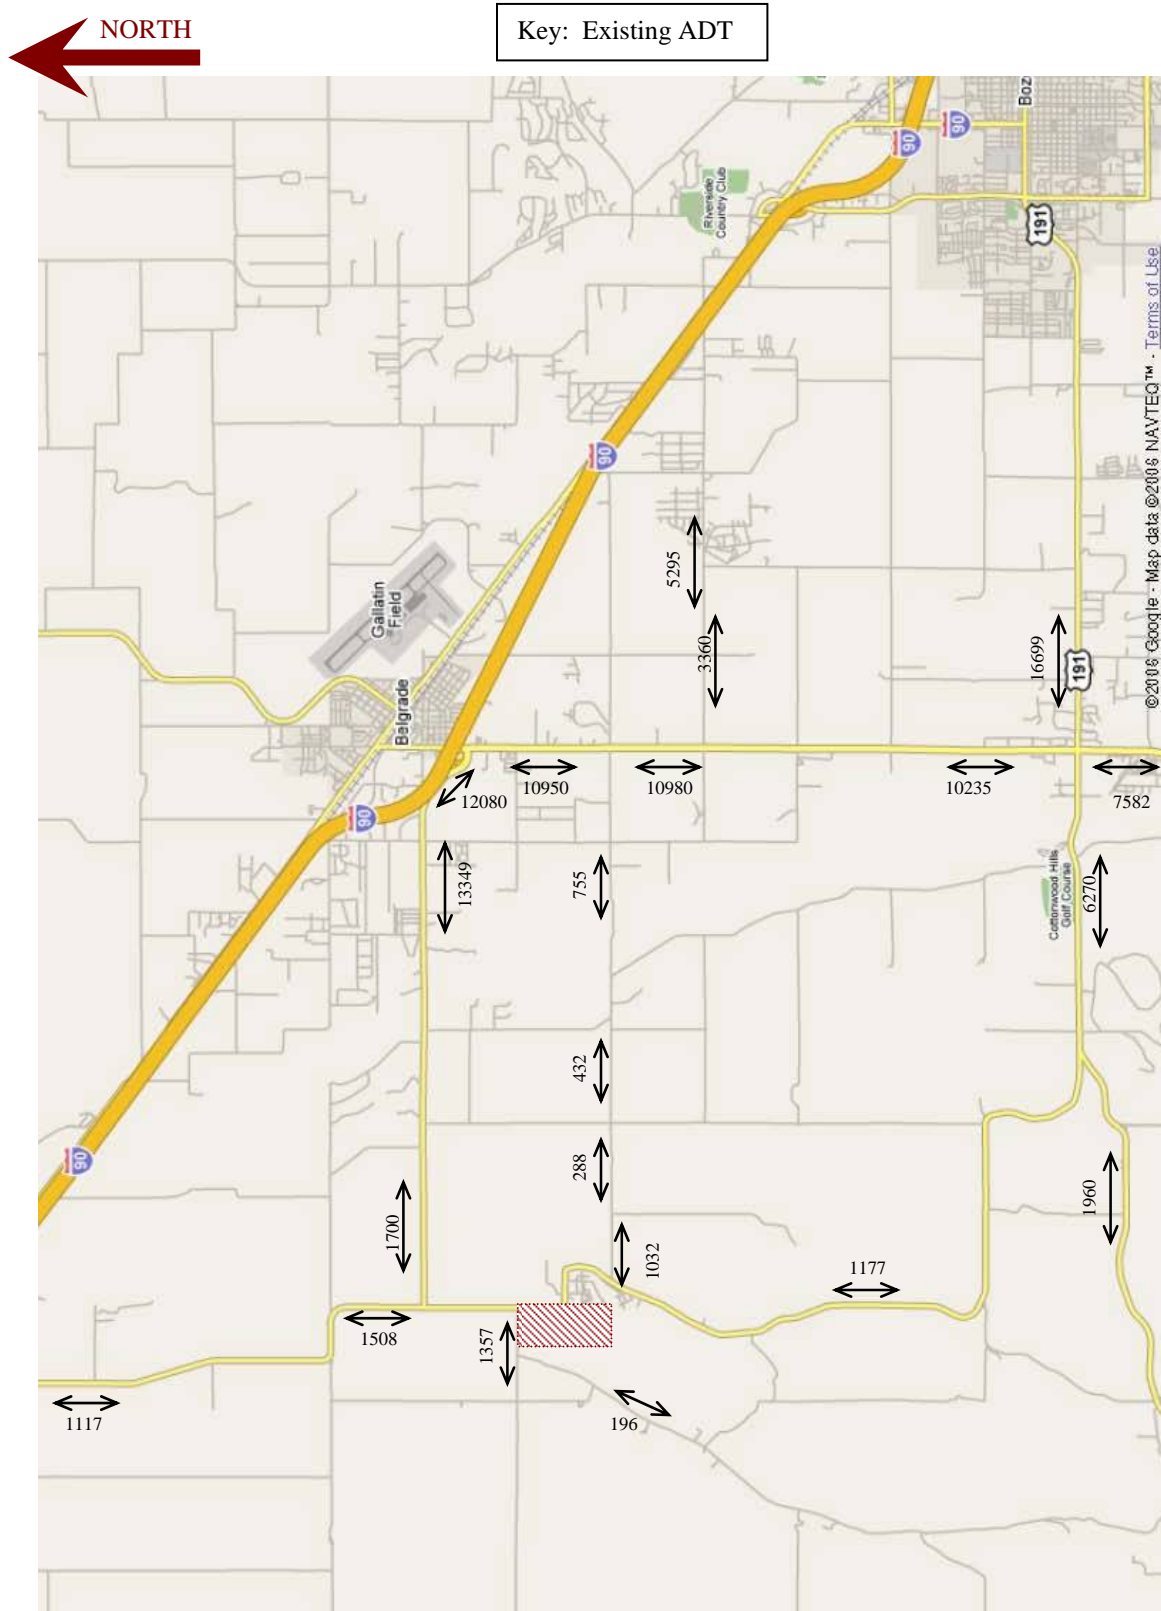 NORTH
Key: Existing ADT
Boz
90
90
191
Riverside
Country Club
90
Gallatin
Field
Belgrade
5295
3360
16699
191
©2006 Google - Map data ©2006 NAVTEQ™ - Terms of Use
12080
10950
10980
10235
7582
90
13349
755
Cottonwood Hills
Golf Course
6270
432
90
288
1700
1032
1960
1177
1508
1357
1117
196